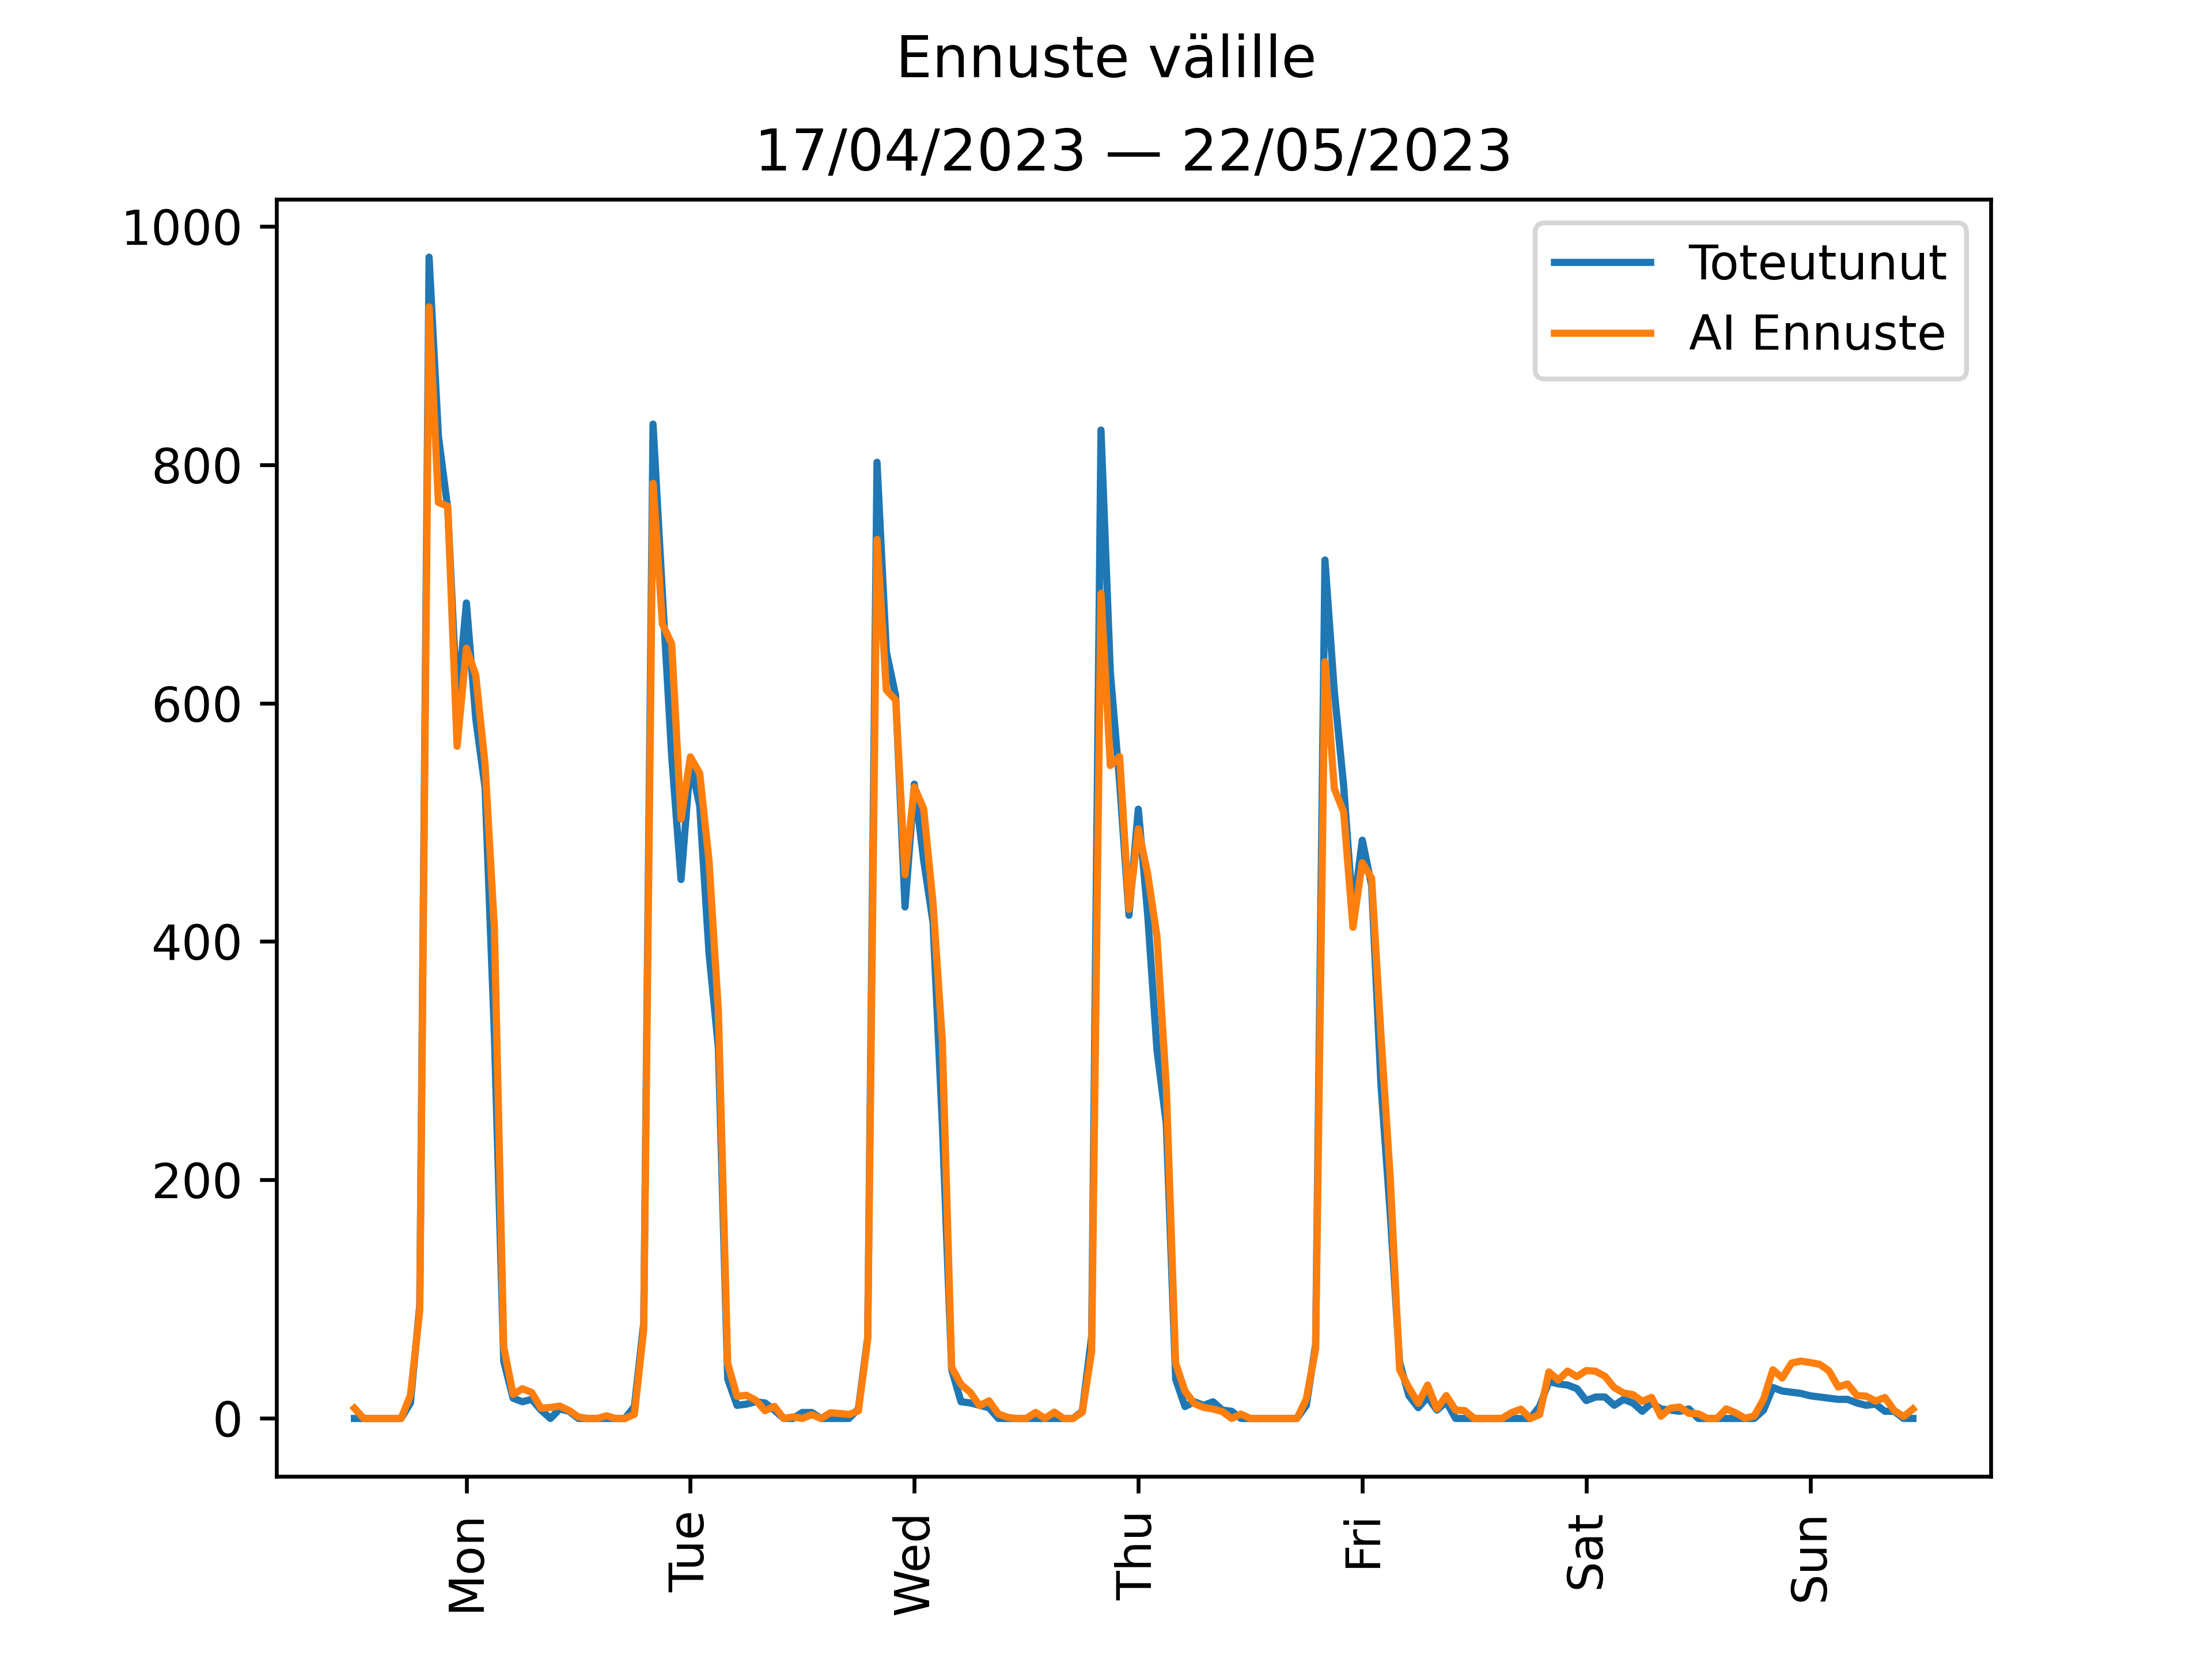 Ennuste välille
17/04/2023 — 22/05/2023
Toteutunut
AI Ennuste
1000
800
600
400
200
0
Mon
Tue
Wed
Thu
Fri
Sat
Sun